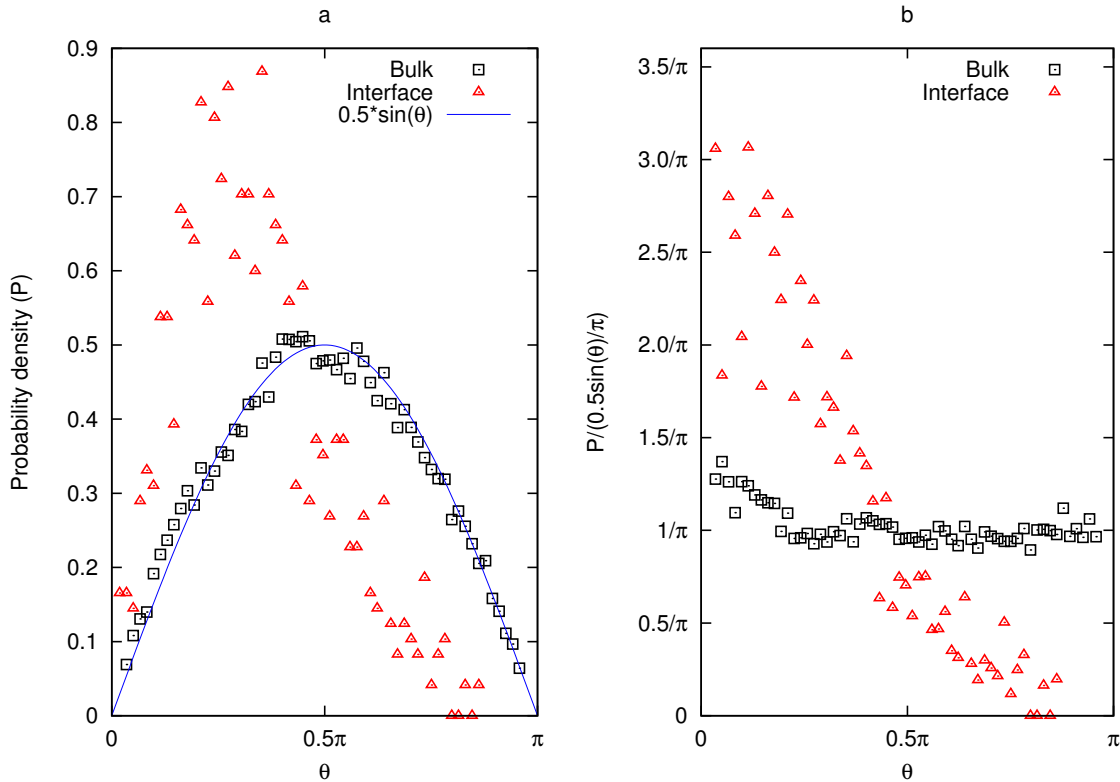 a
Probability density (P)
0.9
0.8
0.7
0.6
0.5
0.4
0.3
0.2
0.1
0
Bulk
Interface
0.5*sin(θ)
0
0.5π
π
θ
b
P/(0.5sin(θ)/π)
3.5/π
3.0/π
2.5/π
2.0/π
1.5/π
1/π
0.5/π
0
Bulk
Interface
0
0.5π
π
θ